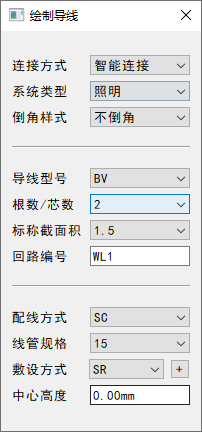 绘制导线
连接方式 智能连接
系统类型 照明
倒角样式 不倒角
导线型号 BV
根数/芯数 2
标称截面积 1.5
回路编号 WL1
配线方式 SC
线管规格 15
敷设方式 SR +
中心高度 0.00mm